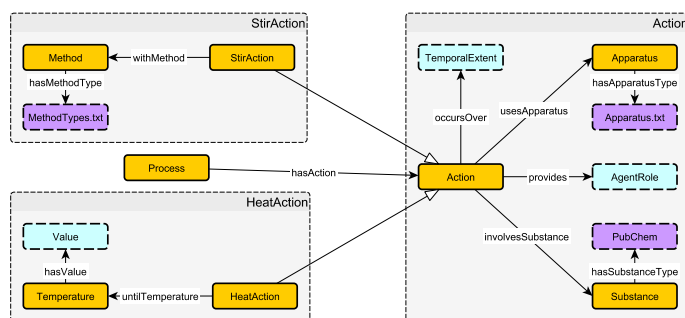 StirAction
Method
withMethod
StirAction
hasMethodType
MethodTypes.txt
Process
hasAction
HeatAction
Value
hasValue
Temperature
untilTemperature
HeatAction
Action
TemporalExtent
Apparatus
hasApparatusType
usesApparatus
occursOver
Apparatus.txt
Action
provides
AgentRole
involvesSubstance
PubChem
hasSubstanceType
Substance